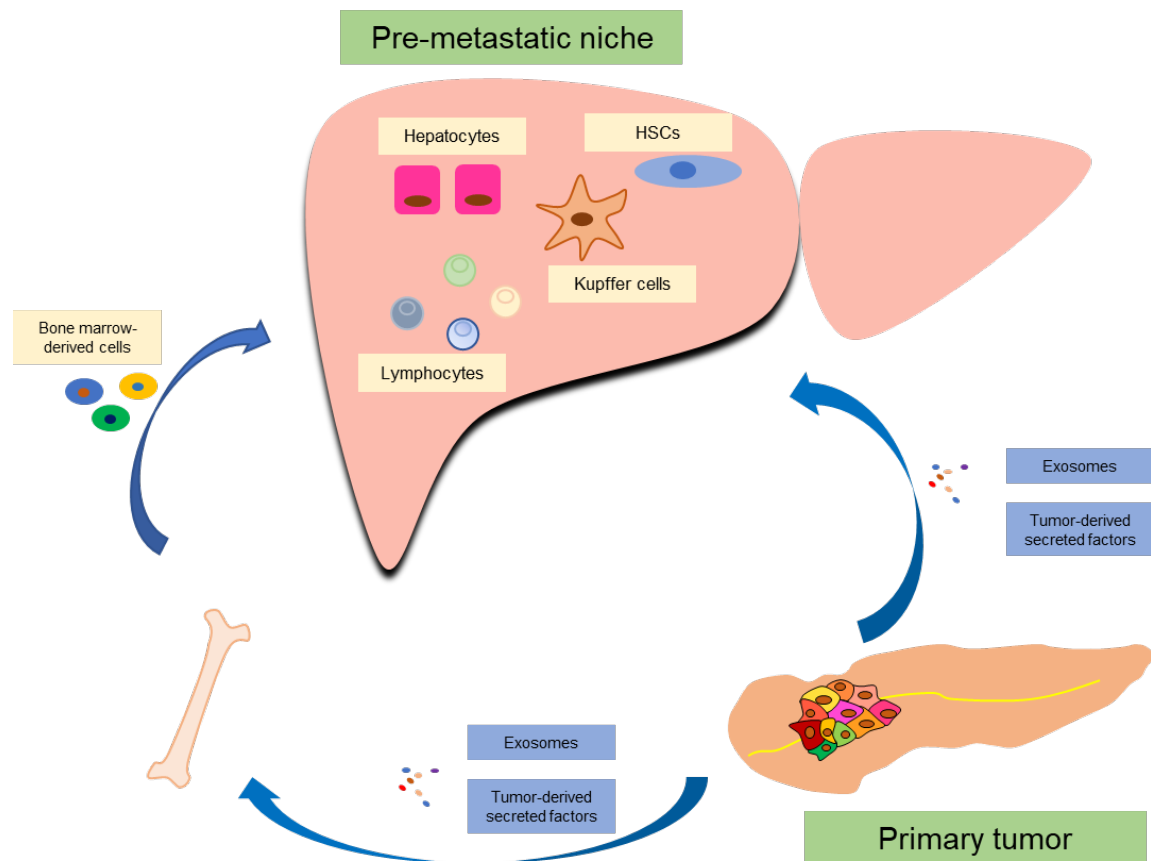 Pre-metastatic niche
Hepatocytes
HSCs
Kupffer cells
Lymphocytes
Bone marrow-
derived cells
Exosomes
Tumor-derived
secreted factors
Exosomes
Tumor-derived
secreted factors
Primary tumor